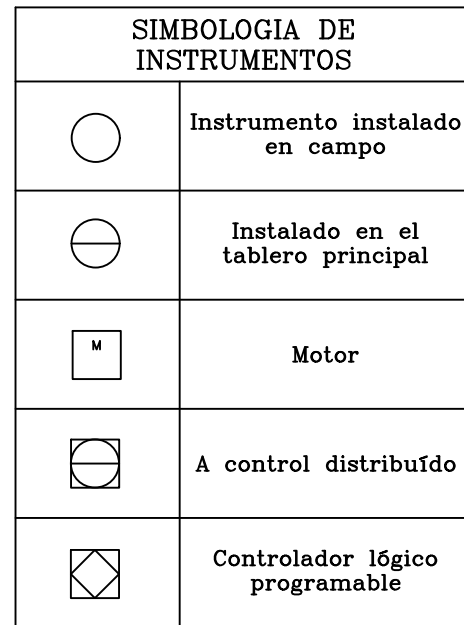 SIMBOLOGIA DE
INSTRUMENTOS
Instrumento instalado
en campo
Instalado en el
tablero principal
M
Motor
A control distribuído
Controlador lógico
programable